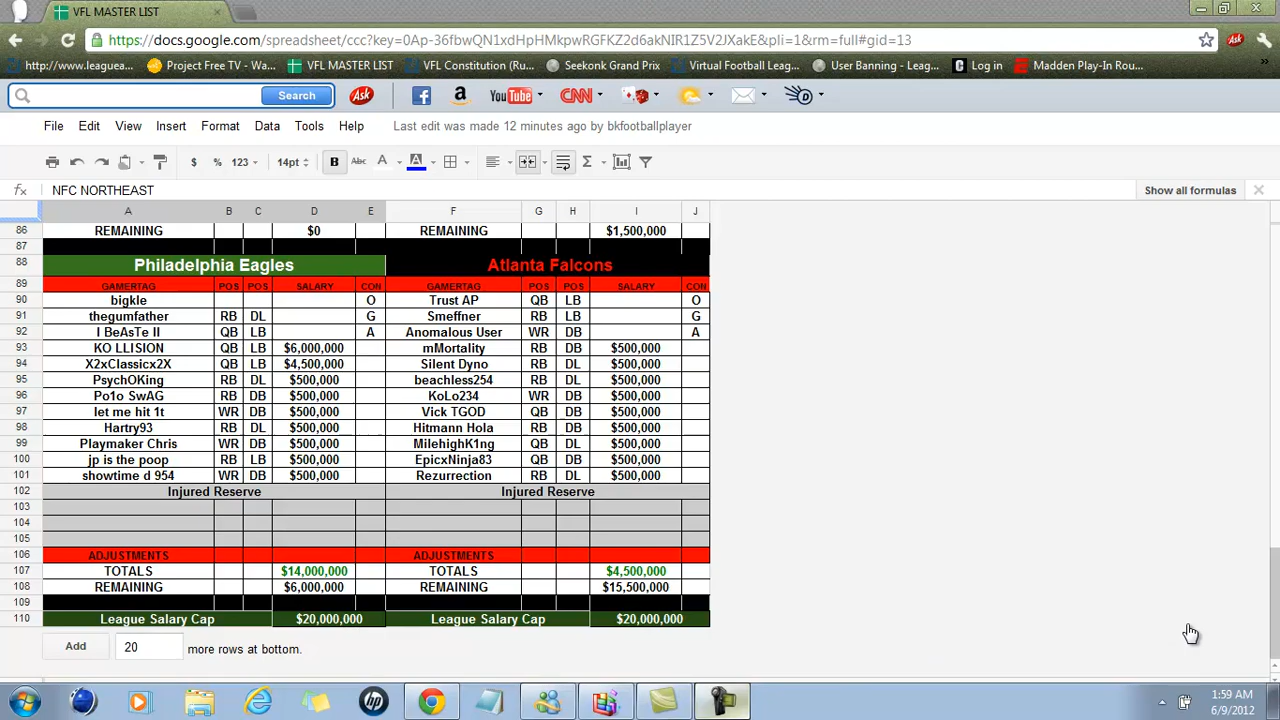 VFL MASTER LIST
https://docs.google.com/spreadsheet/ccc?key=0Ap-36fbwQN1xdHpHMkpwRGFKZ2d6akNIR1Z5V2JXakE&pli=1&rm=full#gid=13
http://www.leaguea... Project Free TV - Wa... VFL MASTER LIST VFL Constitution (Ru... Seekonk Grand Prix Virtual Football Leag... User Banning - Leag... Log in Madden Play-In Rou...
Search Ask YouTube CNN
File Edit View Insert Format Data Tools Help Last edit was made 12 minutes ago by bkfootballplayer
$ % 123 14pt B Abc A A Σ
fx NFC NORTHEAST Show all formulas
A B C D E F G H I J
86 REMAINING $0 REMAINING $1,500,000
87
88 Philadelphia Eagles Atlanta Falcons
89 GAMERTAG POS POS SALARY CON GAMERTAG POS POS SALARY CON
90 bigkle O Trust AP QB LB O
91 thegumfather RB DL G Smeffner RB LB G
92 I BeAsTe II QB LB A Anomalous User WR DB A
93 KO LLISION QB LB $6,000,000 mMortality RB DB $500,000
94 X2xClassicx2X QB LB $4,500,000 Silent Dyno RB DB $500,000
95 PsychOKing RB DL $500,000 beachless254 RB DL $500,000
96 Po1o SwAG RB DB $500,000 KoLo234 WR DB $500,000
97 let me hit 1t WR DB $500,000 Vick TGOD QB DB $500,000
98 Hartry93 RB DL $500,000 Hitmann Hola RB DL $500,000
99 Playmaker Chris WR DB $500,000 MilehighK1ng QB DL $500,000
100 jp is the poop RB LB $500,000 EpicxNinja83 QB DL $500,000
101 showtime d 954 WR DB $500,000 Rezurrection RB DL $500,000
102 Injured Reserve Injured Reserve
103
104
105
106 ADJUSTMENTS ADJUSTMENTS
107 TOTALS $14,000,000 TOTALS $4,500,000
108 REMAINING $6,000,000 REMAINING $15,500,000
109
110 League Salary Cap $20,000,000 League Salary Cap $20,000,000
Add 20 more rows at bottom.
1:59 AM
6/9/2012